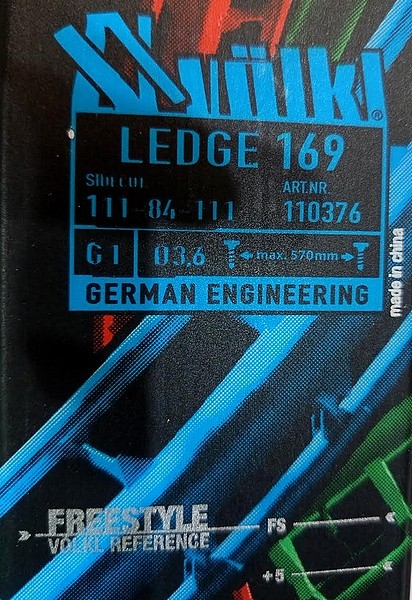 Völkl ®
LEDGE 169
SIDECUT ART.NR.
111-84-111 110376
03.6 max. 570mm
GERMAN ENGINEERING
made in china
FREESTYLE FS
VÖLKL REFERENCE
+5